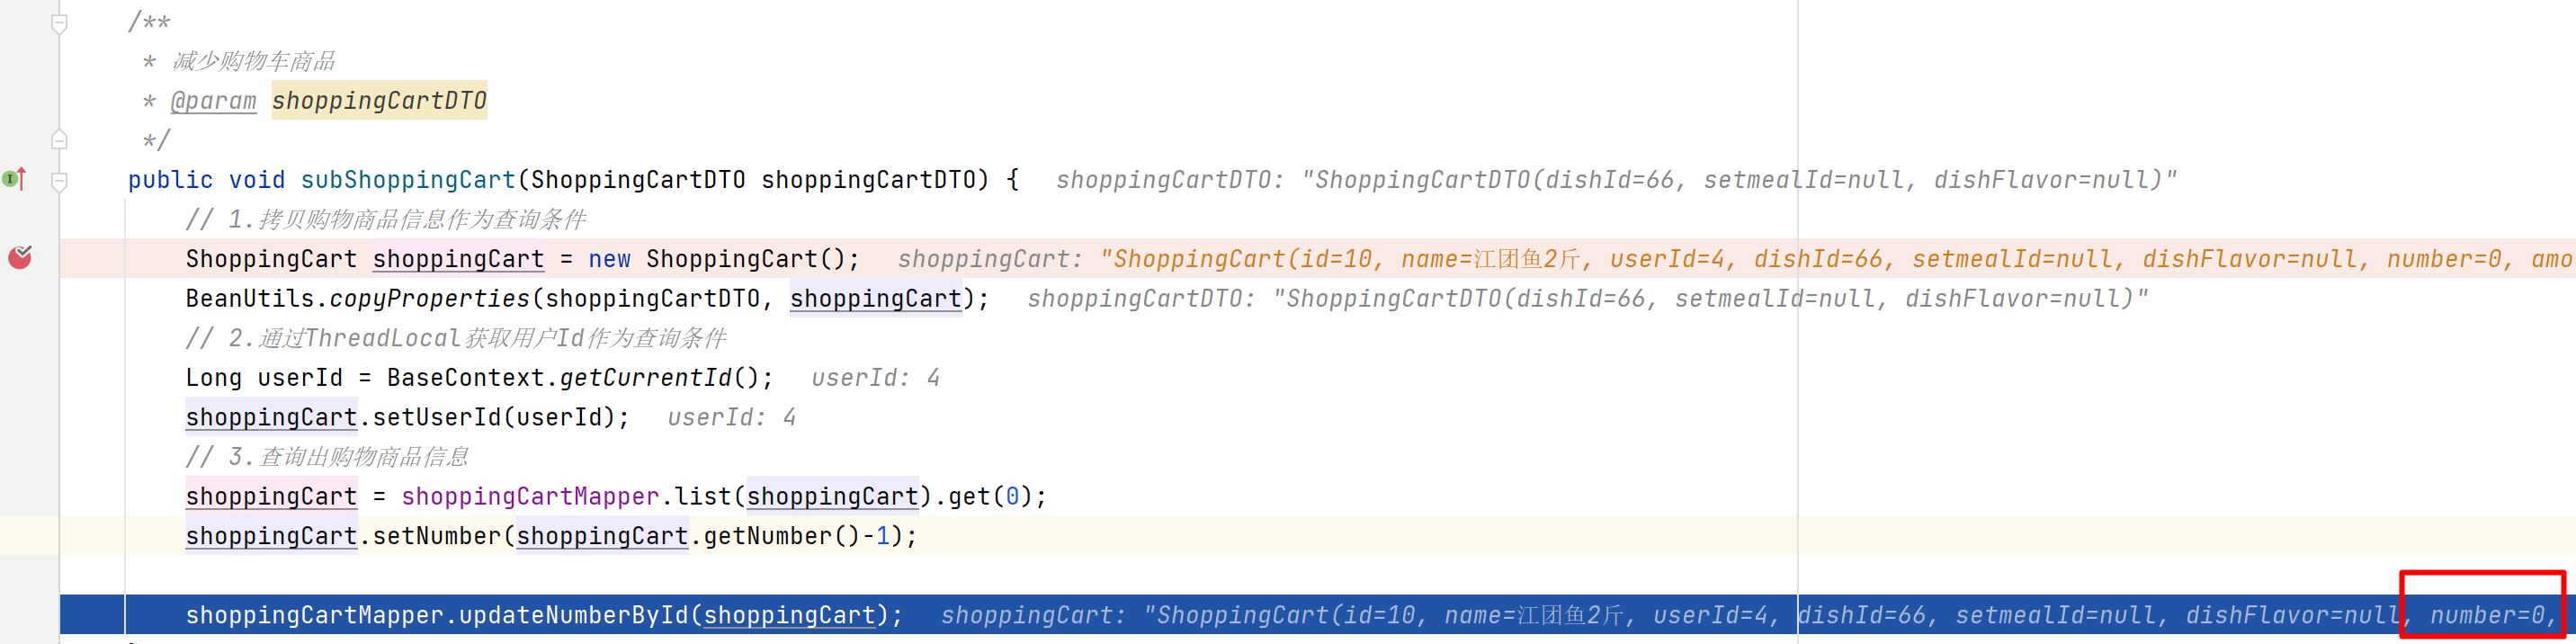 /**
* 减少购物车商品
* @param shoppingCartDTO
*/
public void subShoppingCart(ShoppingCartDTO shoppingCartDTO) { shoppingCartDTO: "ShoppingCartDTO(dishId=66, setmealId=null, dishFlavor=null)"
// 1.拷贝购物商品信息作为查询条件
ShoppingCart shoppingCart = new ShoppingCart(); shoppingCart: "ShoppingCart(id=10, name=江团鱼2斤, userId=4, dishId=66, setmealId=null, dishFlavor=null, number=0, amo
BeanUtils.copyProperties(shoppingCartDTO, shoppingCart); shoppingCartDTO: "ShoppingCartDTO(dishId=66, setmealId=null, dishFlavor=null)"
// 2.通过ThreadLocal获取用户Id作为查询条件
Long userId = BaseContext.getCurrentId(); userId: 4
shoppingCart.setUserId(userId); userId: 4
// 3.查询出购物商品信息
shoppingCart = shoppingCartMapper.list(shoppingCart).get(0);
shoppingCart.setNumber(shoppingCart.getNumber()-1);
shoppingCartMapper.updateNumberById(shoppingCart); shoppingCart: "ShoppingCart(id=10, name=江团鱼2斤, userId=4, dishId=66, setmealId=null, dishFlavor=null, number=0,